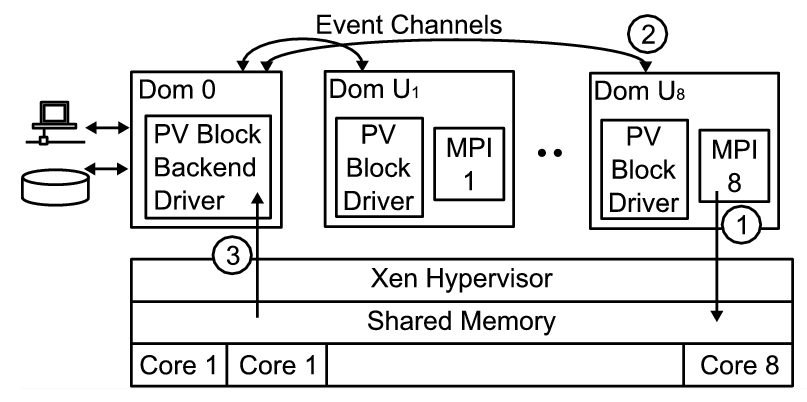 Event Channels
2
Dom 0
Dom U1
Dom U8
PV Block
Backend
Driver
PV
Block
Driver
MPI
1
PV
Block
Driver
MPI
8
3
1
Xen Hypervisor
Shared Memory
Core 1
Core 1
Core 8